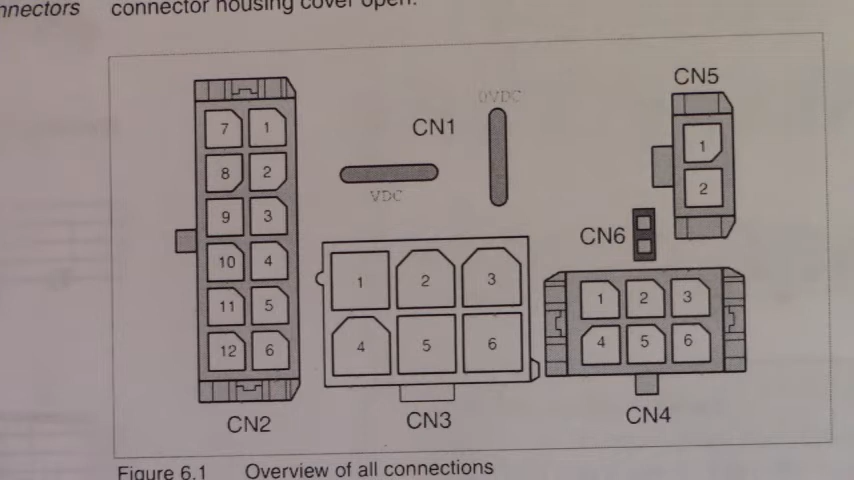 nnectors connector housing cover open.
CN5
0VDC
CN1
7 1
1
8 2
2
VDC
9 3
CN6
10 4
1 2 3
1 2 3
11 5
4 5 6
4 5 6
12 6
CN2
CN3
CN4
Figure 6.1 Overview of all connections